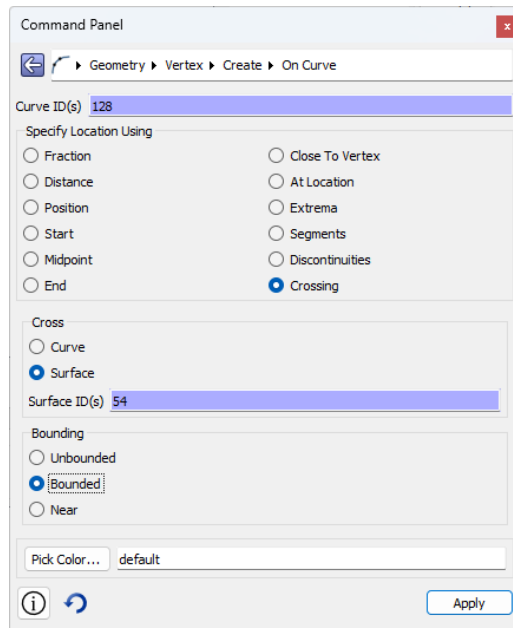 Command Panel
x
Geometry ▸ Vertex ▸ Create ▸ On Curve
Curve ID(s) 128
Specify Location Using
Fraction Close To Vertex
Distance At Location
Position Extrema
Start Segments
Midpoint Discontinuities
End Crossing
Cross
Curve
Surface
Surface ID(s) 54
Bounding
Unbounded
Bounded
Near
Pick Color... default
i Apply